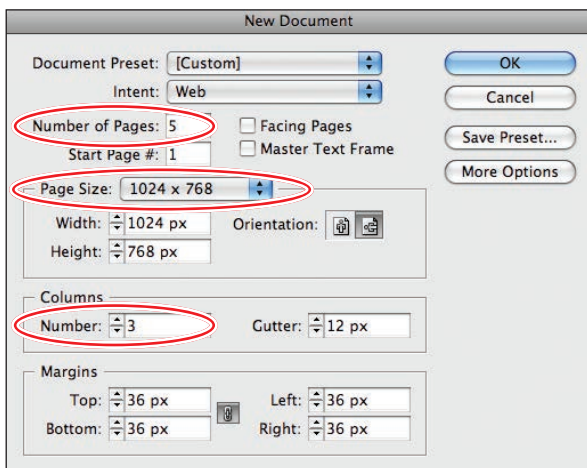 New Document
Document Preset: [Custom]
OK
Intent: Web
Cancel
Number of Pages: 5
Facing Pages
Save Preset...
Start Page #: 1
Master Text Frame
More Options
Page Size: 1024 x 768
Width: 1024 px
Orientation:
Height: 768 px
Columns
Number: 3
Gutter: 12 px
Margins
Top: 36 px
Left: 36 px
Bottom: 36 px
Right: 36 px